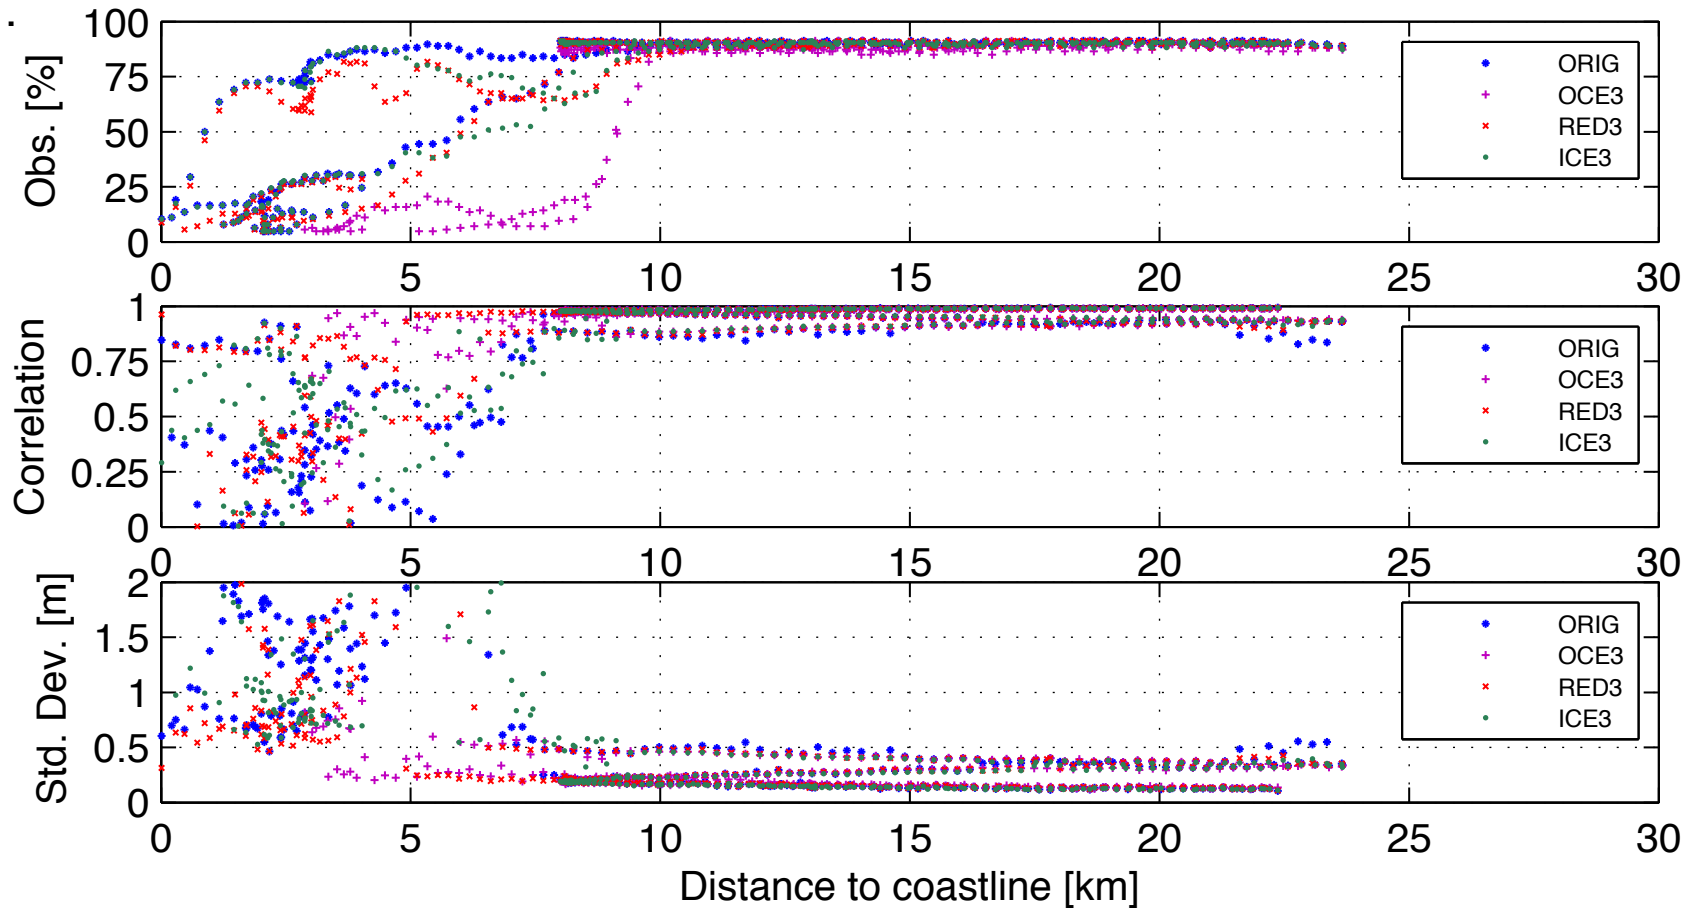 100
75
50
25
0
Obs. [%]
ORIG
OCE3
RED3
ICE3
0 5 10 15 20 25 30
1
0.75
0.5
0.25
0
Correlation
ORIG
OCE3
RED3
ICE3
0 5 10 15 20 25 30
2
1.5
1
0.5
0
Std. Dev. [m]
ORIG
OCE3
RED3
ICE3
0 5 10 15 20 25 30
Distance to coastline [km]